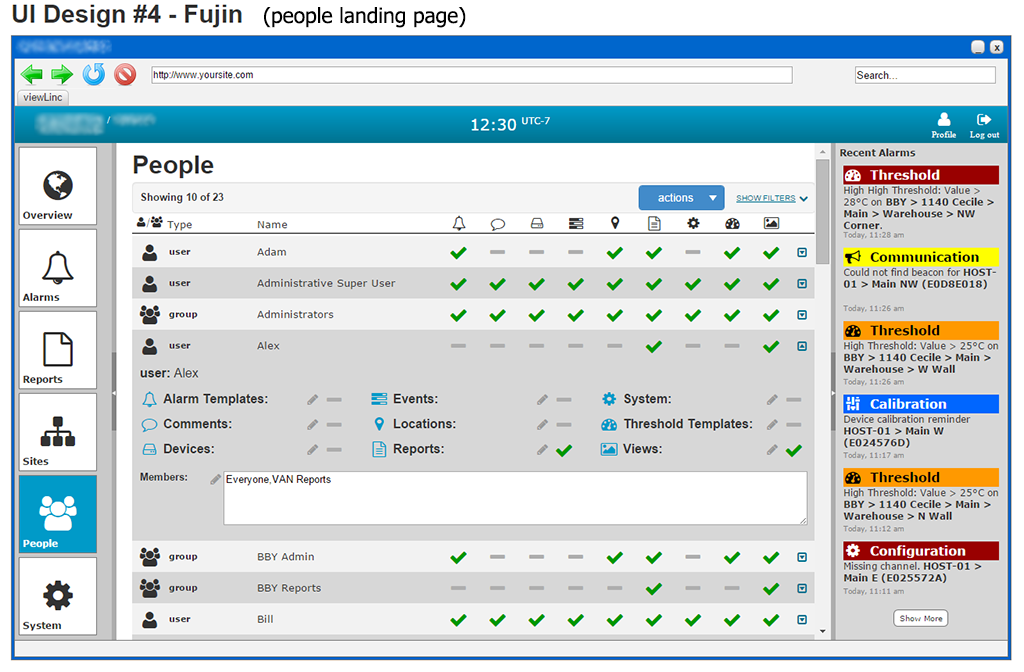 UI Design #4 - Fujin (people landing page)
http://www.yoursite.com
Search...
viewLinc
/
12:30 UTC-7
Profile
Log out
Overview
Alarms
Reports
Sites
People
System
People
Showing 10 of 23
actions
SHOW FILTERS
/ Type Name
user Adam
user Administrative Super User
group Administrators
user Alex
user: Alex
Alarm Templates: Events: System:
Comments: Locations: Threshold Templates:
Devices: Reports: Views:
Members: Everyone,VAN Reports
group BBY Admin
group BBY Reports
user Bill
Recent Alarms
Threshold
High High Threshold: Value >
28°C on BBY > 1140 Cecile >
Main > Warehouse > NW
Corner.
Today, 11:28 am
Communication
Could not find beacon for HOST-
01 > Main NW (E0D8E018)
Today, 11:26 am
Threshold
High Threshold: Value > 25°C on
BBY > 1140 Cecile > Main >
Warehouse > W Wall
Today, 11:26 am
Calibration
Device calibration reminder
HOST-01 > Main W
(E024576D)
Today, 11:17 am
Threshold
High Threshold: Value > 25°C on
BBY > 1140 Cecile > Main >
Warehouse > N Wall
Today, 11:12 am
Configuration
Missing channel. HOST-01 >
Main E (E025572A)
Today, 11:11 am
Show More